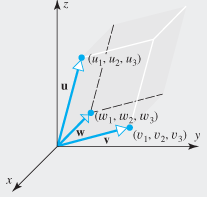 z
(u₁, u₂, u₃)
u
(w₁, w₂, w₃)
w
v
y
(v₁, v₂, v₃)
x